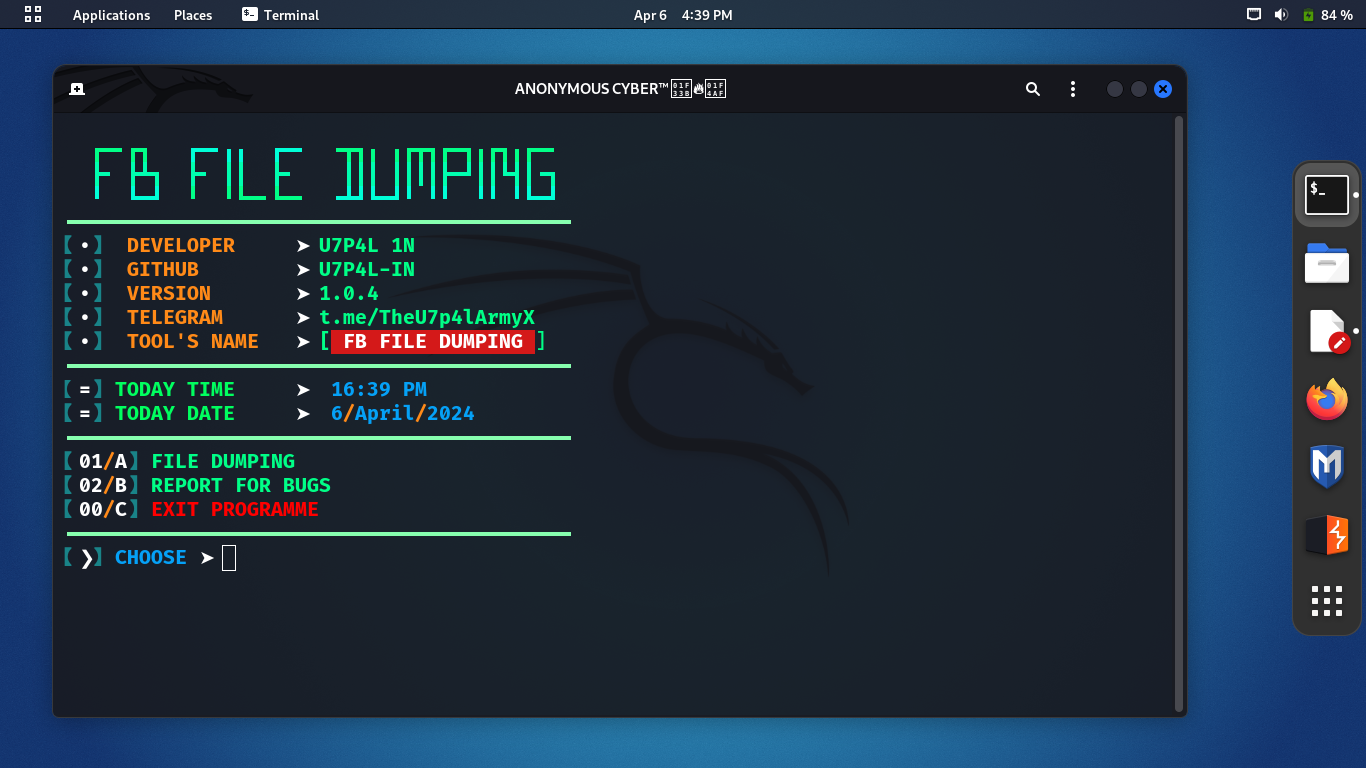 Applications Places Terminal Apr 6 4:39 PM 84 %
ANONYMOUS CYBER™ 01F33B🔥01F4AF
FB FILE DUMPING
【•】 DEVELOPER ➤ U7P4L 1N
【•】 GITHUB ➤ U7P4L-IN
【•】 VERSION ➤ 1.0.4
【•】 TELEGRAM ➤ t.me/TheU7p4lArmyX
【•】 TOOL'S NAME ➤ [ FB FILE DUMPING ]
【=】TODAY TIME ➤ 16:39 PM
【=】TODAY DATE ➤ 6/April/2024
【01/A】FILE DUMPING
【02/B】REPORT FOR BUGS
【00/C】EXIT PROGRAMME
【❯】CHOOSE ➤
$_